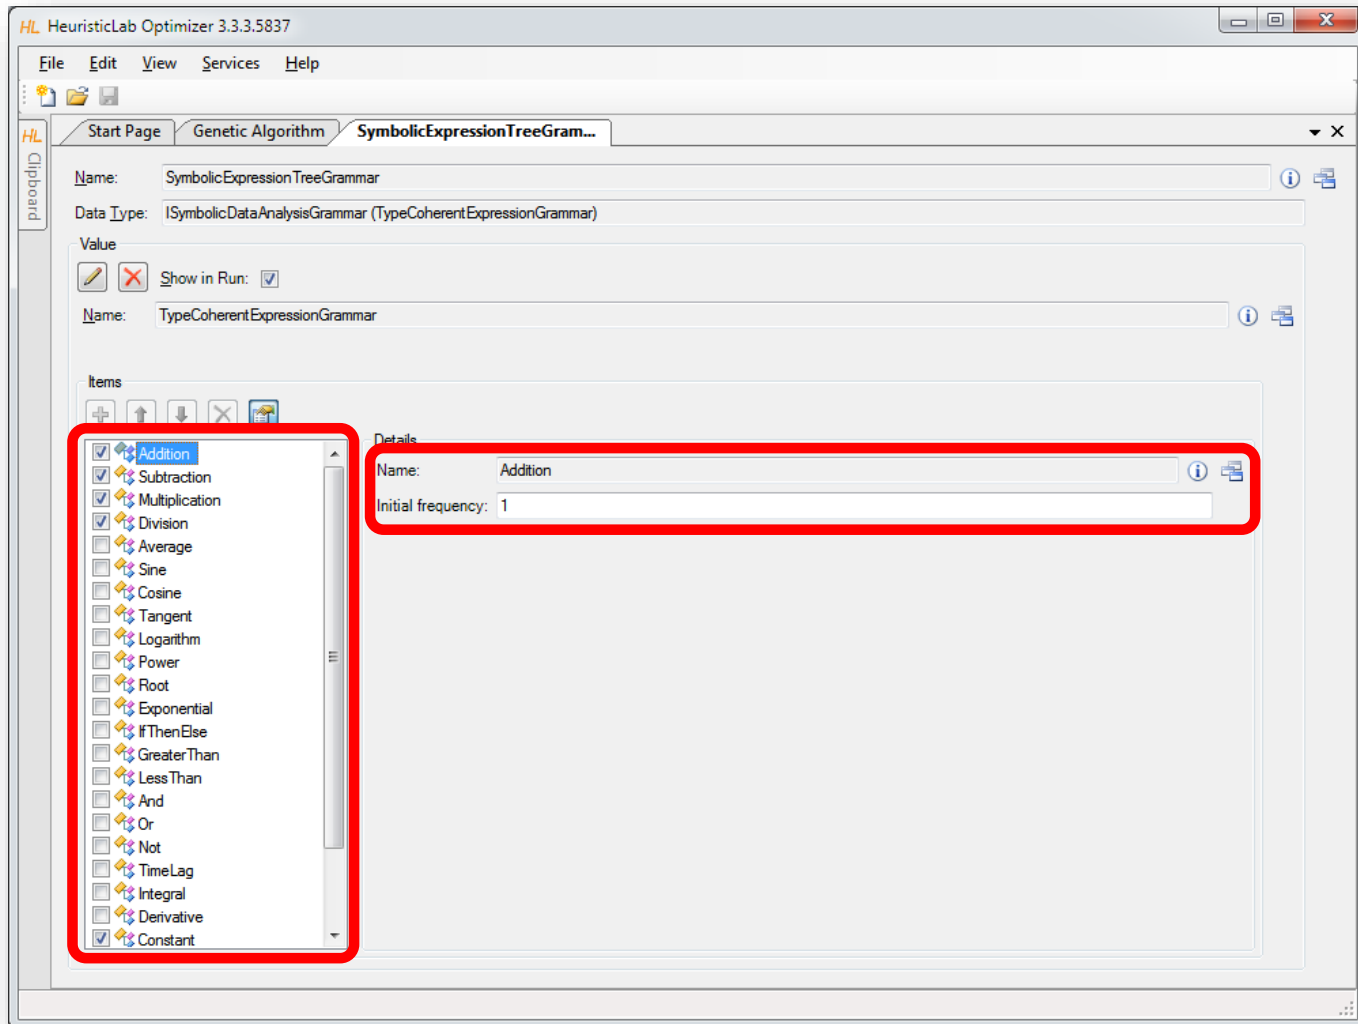 HL HeuristicLab Optimizer 3.3.3.5837
File Edit View Services Help
HL Clipboard
Start Page Genetic Algorithm SymbolicExpressionTreeGram...
Name: SymbolicExpressionTreeGrammar
Data Type: ISymbolicDataAnalysisGrammar (TypeCoherentExpressionGrammar)
Value
Show in Run:
Name: TypeCoherentExpressionGrammar
Items
Details
Addition
Subtraction
Multiplication
Division
Average
Sine
Cosine
Tangent
Logarithm
Power
Root
Exponential
IfThenElse
GreaterThan
LessThan
And
Or
Not
TimeLag
Integral
Derivative
Constant
Name: Addition
Initial frequency: 1